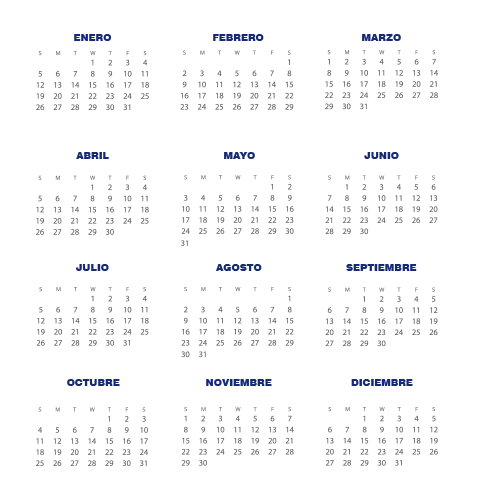 ENERO FEBRERO MARZO
S M T W T F S S M T W T F S S M T W T F S
1 2 3 4 1 1 2 3 4 5 6 7
5 6 7 8 9 10 11 2 3 4 5 6 7 8 8 9 10 11 12 13 14
12 13 14 15 16 17 18 9 10 11 12 13 14 15 15 16 17 18 19 20 21
19 20 21 22 23 24 25 16 17 18 19 20 21 22 22 23 24 25 26 27 28
26 27 28 29 30 31 23 24 25 26 27 28 29 29 30 31
ABRIL MAYO JUNIO
S M T W T F S S M T W T F S S M T W T F S
1 2 3 4 1 2 1 2 3 4 5 6
5 6 7 8 9 10 11 3 4 5 6 7 8 9 7 8 9 10 11 12 13
12 13 14 15 16 17 18 10 11 12 13 14 15 16 14 15 16 17 18 19 20
19 20 21 22 23 24 25 17 18 19 20 21 22 23 21 22 23 24 25 26 27
26 27 28 29 30 24 25 26 27 28 29 30 28 29 30
31
JULIO AGOSTO SEPTIEMBRE
S M T W T F S S M T W T F S S M T W T F S
1 2 3 4 1 1 2 3 4 5
5 6 7 8 9 10 11 2 3 4 5 6 7 8 6 7 8 9 10 11 12
12 13 14 15 16 17 18 9 10 11 12 13 14 15 13 14 15 16 17 18 19
19 20 21 22 23 24 25 16 17 18 19 20 21 22 20 21 22 23 24 25 26
26 27 28 29 30 31 23 24 25 26 27 28 29 27 28 29 30
30 31
OCTUBRE NOVIEMBRE DICIEMBRE
S M T W T F S S M T W T F S S M T W T F S
1 2 3 1 2 3 4 5 6 7 1 2 3 4 5
4 5 6 7 8 9 10 8 9 10 11 12 13 14 6 7 8 9 10 11 12
11 12 13 14 15 16 17 15 16 17 18 19 20 21 13 14 15 16 17 18 19
18 19 20 21 22 23 24 22 23 24 25 26 27 28 20 21 22 23 24 25 26
25 26 27 28 29 30 31 29 30 27 28 29 30 31